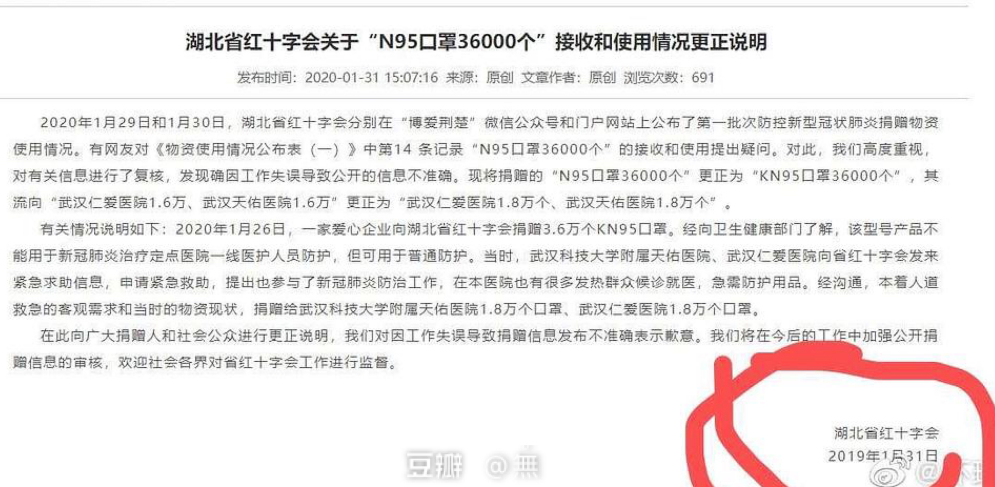 湖北省红十字会关于“N95口罩36000个”接收和使用情况更正说明
发布时间：2020-01-31 15:07:16 来源：原创 文章作者：原创 浏览次数：691
2020年1月29日和1月30日，湖北省红十字会分别在“博爱荆楚”微信公众号和门户网站上公布了第一批次防控新型冠状肺炎捐赠物资
使用情况。有网友对《物资使用情况公布表（一）》中第14 条记录“N95口罩36000个”的接收和使用提出疑问。对此，我们高度重视，
对有关信息进行了复核，发现确因工作失误导致公开的信息不准确。现将捐赠的“N95口罩36000个”更正为“KN95口罩36000个”，其
流向“武汉仁爱医院1.6万、武汉天佑医院1.6万”更正为“武汉仁爱医院1.8万个、武汉天佑医院1.8万个”。
有关情况说明如下：2020年1月26日，一家爱心企业向湖北省红十字会捐赠3.6万个KN95口罩。经向卫生健康部门了解，该型号产品不
能用于新冠肺炎治疗定点医院一线医护人员防护，但可用于普通防护。当时，武汉科技大学附属天佑医院、武汉仁爱医院向省红十字会发来
紧急求助信息，申请紧急救助，提出也参与了新冠肺炎防治工作，在本医院也有很多发热群众候诊就医，急需防护用品。经沟通，本着人道
救急的客观需求和当时的物资现状，捐赠给武汉科技大学附属天佑医院1.8万个口罩、武汉仁爱医院1.8万个口罩。
在此向广大捐赠人和社会公众进行更正说明，我们对因工作失误导致捐赠信息发布不准确表示歉意。我们将在今后的工作中加强公开捐
赠信息的审核，欢迎社会各界对省红十字会工作进行监督。
湖北省红十字会
2019年1月31日
豆瓣 @無